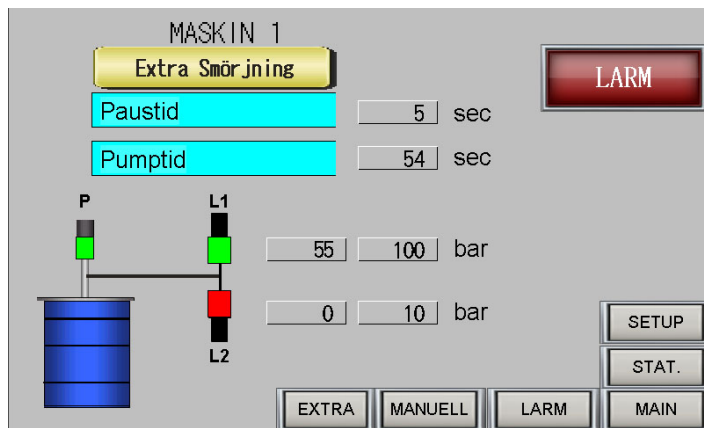 MASKIN 1
Extra Smörjning
LARM
Paustid 5 sec
Pumptid 54 sec
P L1
55 100 bar
0 10 bar
L2
SETUP
STAT.
EXTRA MANUELL LARM MAIN